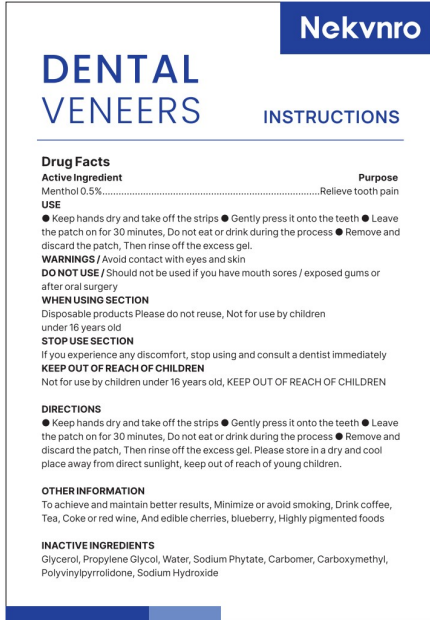 Nekvnro
DENTAL
VENEERS
INSTRUCTIONS
Drug Facts
Active Ingredient Purpose
Menthol 0.5%..........................................................................Relieve tooth pain
USE
● Keep hands dry and take off the strips ● Gently press it onto the teeth ● Leave
the patch on for 30 minutes, Do not eat or drink during the process ● Remove and
discard the patch, Then rinse off the excess gel.
WARNINGS / Avoid contact with eyes and skin
DO NOT USE / Should not be used if you have mouth sores / exposed gums or
after oral surgery
WHEN USING SECTION
Disposable products Please do not reuse, Not for use by children
under 16 years old
STOP USE SECTION
If you experience any discomfort, stop using and consult a dentist immediately
KEEP OUT OF REACH OF CHILDREN
Not for use by children under 16 years old, KEEP OUT OF REACH OF CHILDREN
DIRECTIONS
● Keep hands dry and take off the strips ● Gently press it onto the teeth ● Leave
the patch on for 30 minutes, Do not eat or drink during the process ● Remove and
discard the patch, Then rinse off the excess gel. Please store in a dry and cool
place away from direct sunlight, keep out of reach of young children.
OTHER INFORMATION
To achieve and maintain better results, Minimize or avoid smoking, Drink coffee,
Tea, Coke or red wine, And edible cherries, blueberry, Highly pigmented foods
INACTIVE INGREDIENTS
Glycerol, Propylene Glycol, Water, Sodium Phytate, Carbomer, Carboxymethyl,
Polyvinylpyrrolidone, Sodium Hydroxide